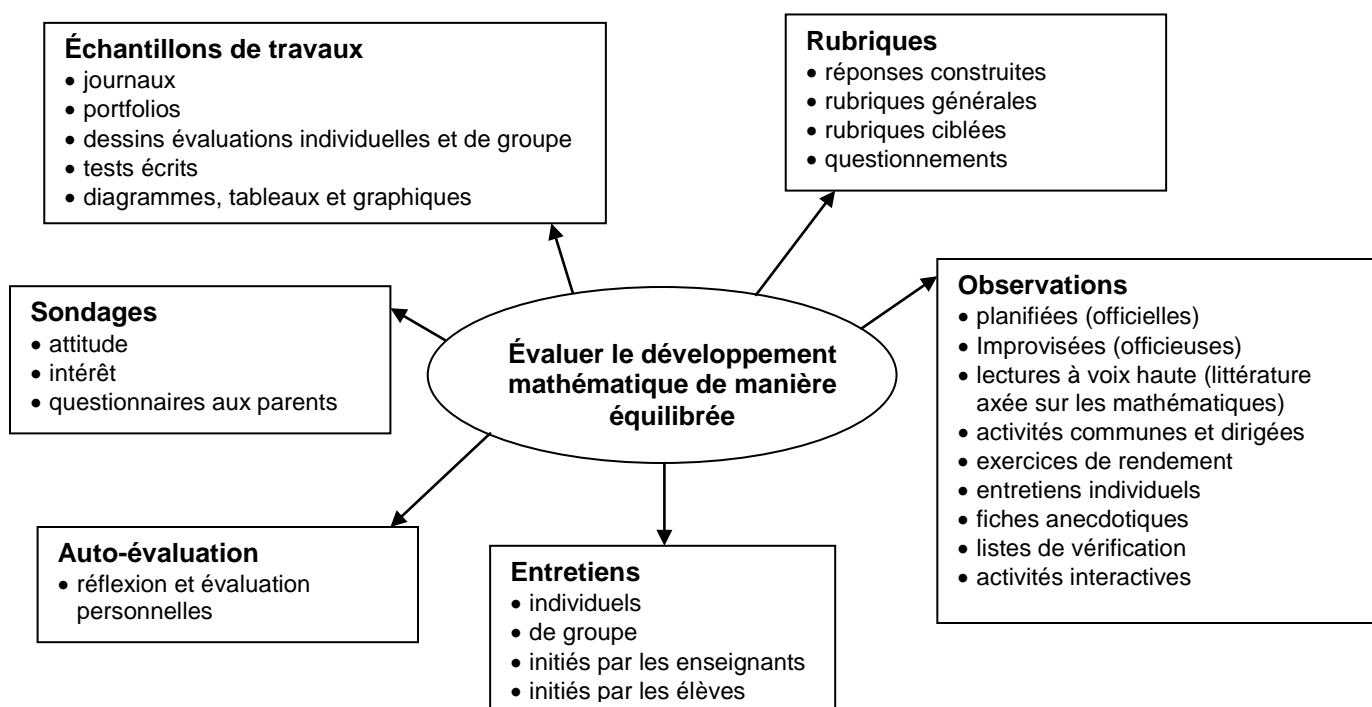 Échantillons de travaux
• journaux
• portfolios
• dessins évaluations individuelles et de groupe
• tests écrits
• diagrammes, tableaux et graphiques
Rubriques
• réponses construites
• rubriques générales
• rubriques ciblées
• questionnements
Sondages
• attitude
• intérêt
• questionnaires aux parents
Évaluer le développement
mathématique de manière
équilibrée
Observations
• planifiées (officielles)
• Improvisées (officieuses)
• lectures à voix haute (littérature
axée sur les mathématiques)
• activités communes et dirigées
• exercices de rendement
• entretiens individuels
• fiches anecdotiques
• listes de vérification
• activités interactives
Auto-évaluation
• réflexion et évaluation
personnelles
Entretiens
• individuels
• de groupe
• initiés par les enseignants
• initiés par les élèves